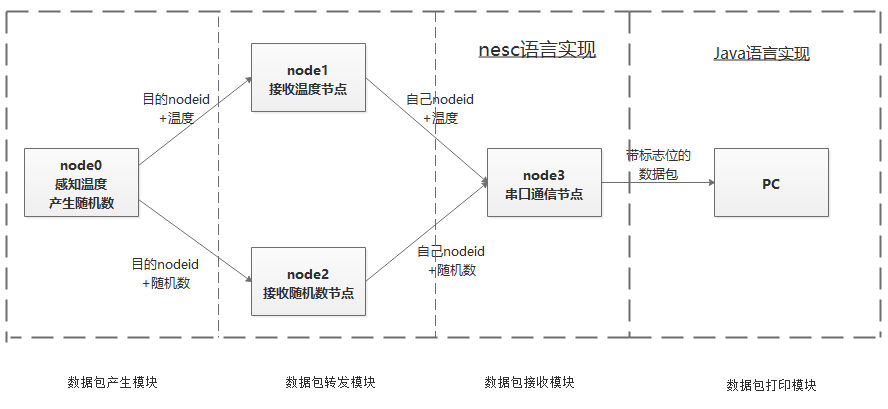 nesc语言实现
Java语言实现
node1
接收温度节点
目的nodeid
+温度
自己nodeid
+温度
node0
感知温度
产生随机数
node3
串口通信节点
带标志位的
数据包
PC
目的nodeid
+随机数
自己nodeid
+随机数
node2
接收随机数节点
数据包产生模块
数据包转发模块
数据包接收模块
数据包打印模块